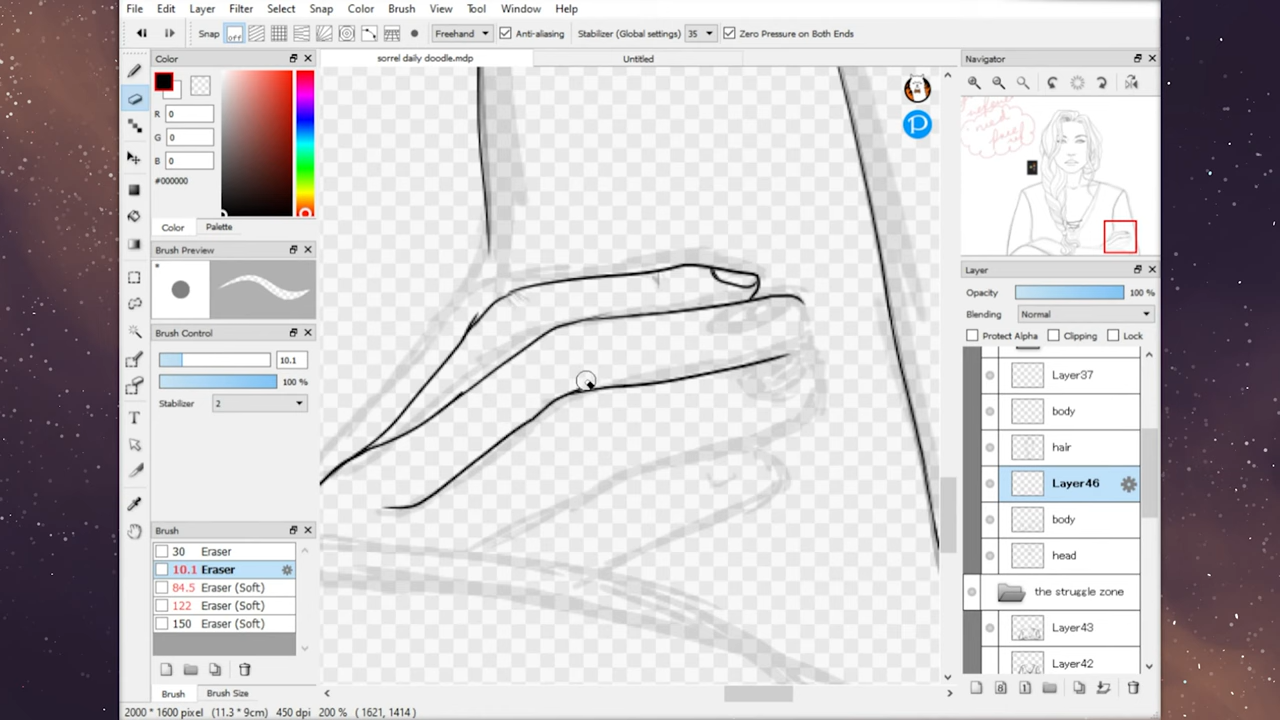 File Edit Layer Filter Select Snap Color Brush View Tool Window Help
Snap off Freehand Anti-aliasing Stabilizer (Global settings) 35 Zero Pressure on Both Ends
Color
sorrel daily doodle.mdp
Untitled
Navigator
R 0
G 0
B 0
#000000
Color Palette
need
Brush Preview
*
Layer
Opacity 100 %
Blending Normal
Protect Alpha Clipping Lock
Brush Control
10.1
100 %
Stabilizer 2
Layer37
body
hair
Layer46
body
head
the struggle zone
Layer43
Layer42
Brush
30 Eraser
10.1 Eraser
84.5 Eraser (Soft)
122 Eraser (Soft)
150 Eraser (Soft)
Brush Brush Size
2000 * 1600 pixel (11.3 * 9cm) 450 dpi 200 % ( 1621, 1414 )